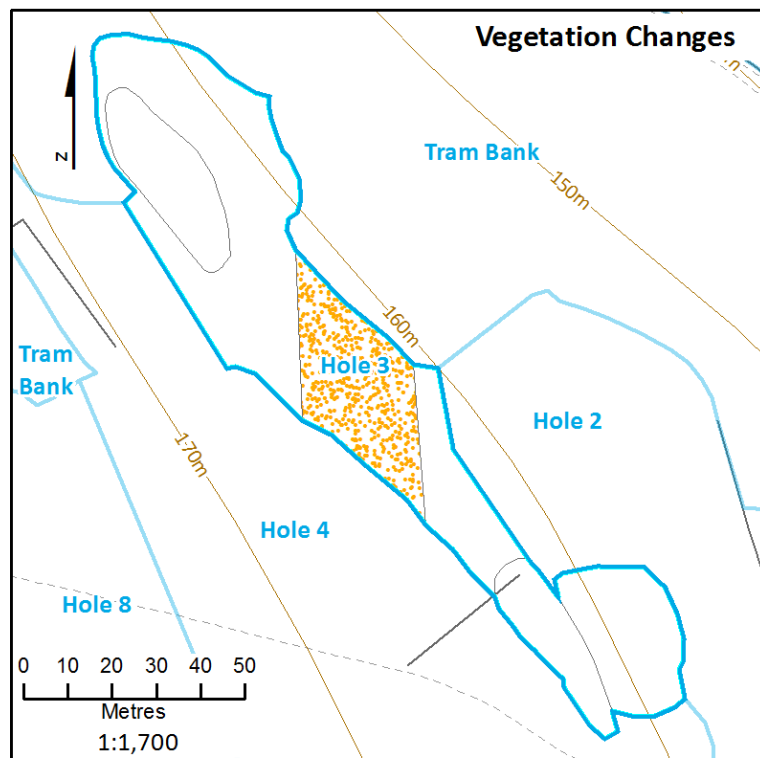 Vegetation Changes
m
Tram Bank
150m
z
160m
Tram
Bank
Hole 3
Hole 2
170m
Hole 4
Hole 8
0 10 20 30 40 50
Metres
1:1,700